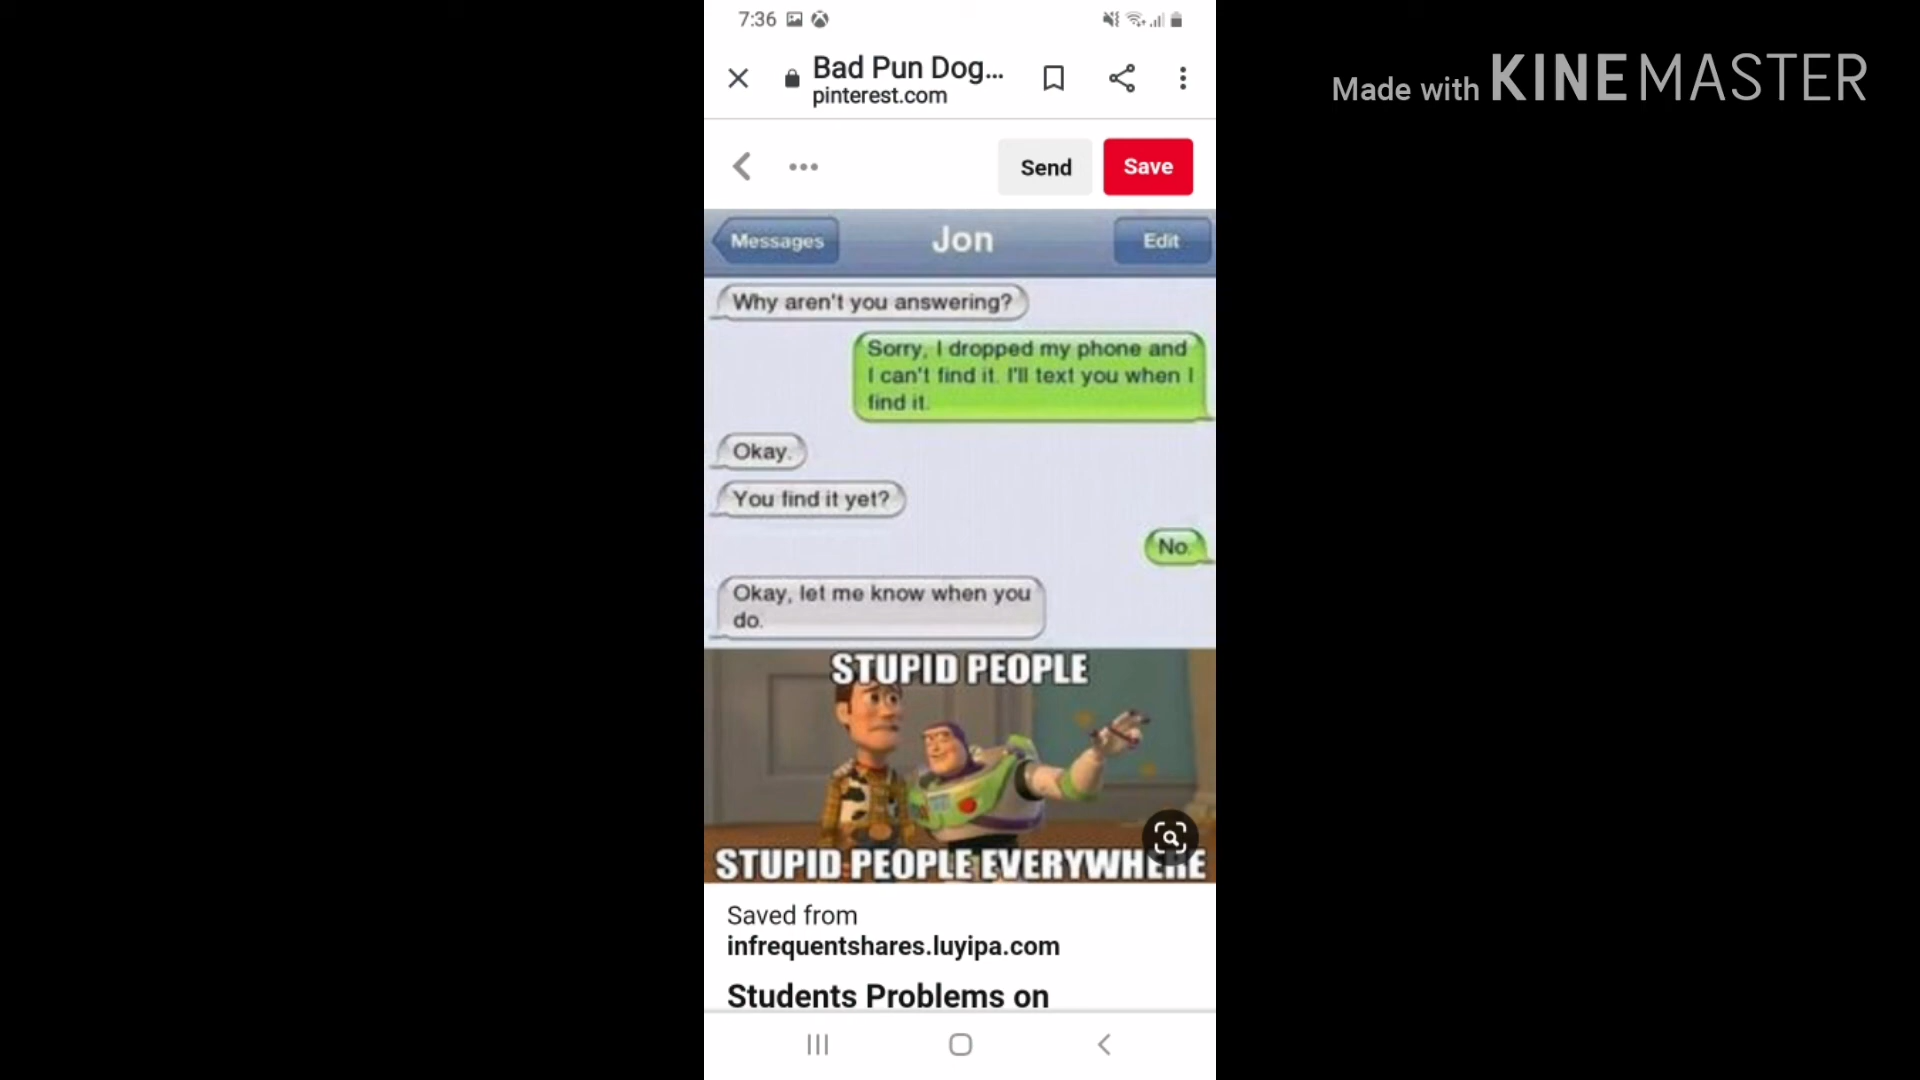 7:36
Bad Pun Dog...
pinterest.com
Made with KINEMASTER
Send
Save
Messages
Jon
Edit
Why aren't you answering?
Sorry, I dropped my phone and
I can't find it. I'll text you when I
find it.
Okay.
You find it yet?
No.
Okay, let me know when you
do.
STUPID PEOPLE
STUPID PEOPLE EVERYWHERE
Saved from
infrequentshares.luyipa.com
Students Problems on